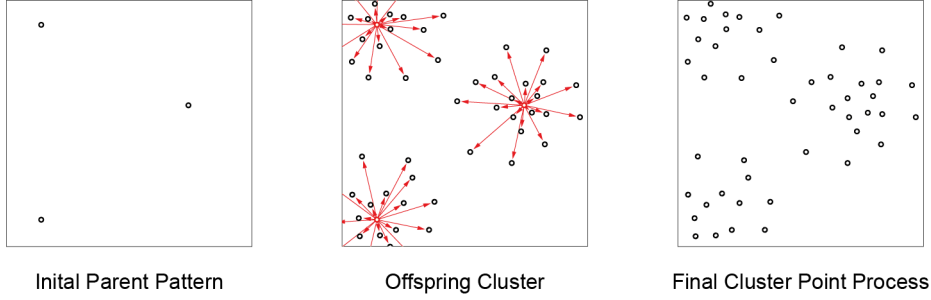 Inital Parent Pattern
Offspring Cluster
Final Cluster Point Process